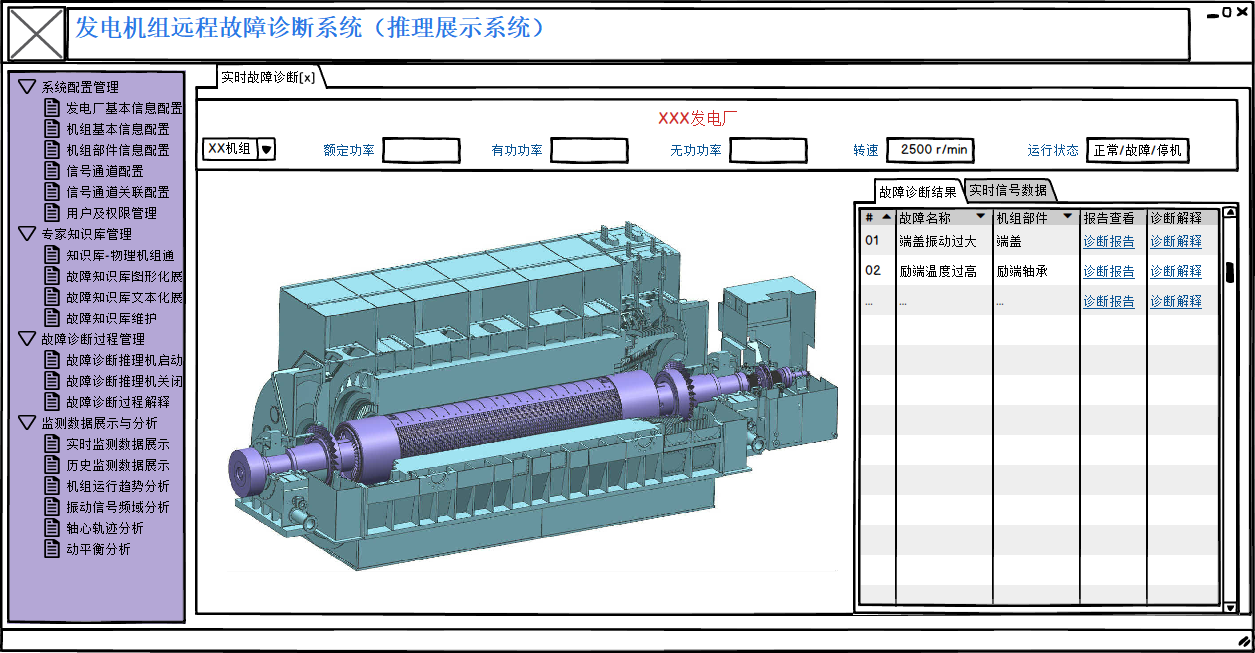 发电机组远程故障诊断系统（推理展示系统）
系统配置管理
发电厂基本信息配置
机组基本信息配置
机组部件信息配置
信号通道配置
信号通道关联配置
用户及权限管理
专家知识库管理
知识库-物理机组通
故障知识库图形化展
故障知识库文本化展
故障知识库维护
故障诊断过程管理
故障诊断推理机启动
故障诊断推理机关闭
故障诊断过程解释
监测数据展示与分析
实时监测数据展示
历史监测数据展示
机组运行趋势分析
振动信号频域分析
轴心轨迹分析
动平衡分析
实时故障诊断[x]
XXX发电厂
XX机组 额定功率 有功功率 无功功率 转速 2500 r/min 运行状态 正常/故障/停机
故障诊断结果 实时信号数据
# 故障名称 机组部件 报告查看 诊断解释
01 端盖振动过大 端盖 诊断报告 诊断解释
02 励端温度过高 励端轴承 诊断报告 诊断解释
... ... ... 诊断报告 诊断解释